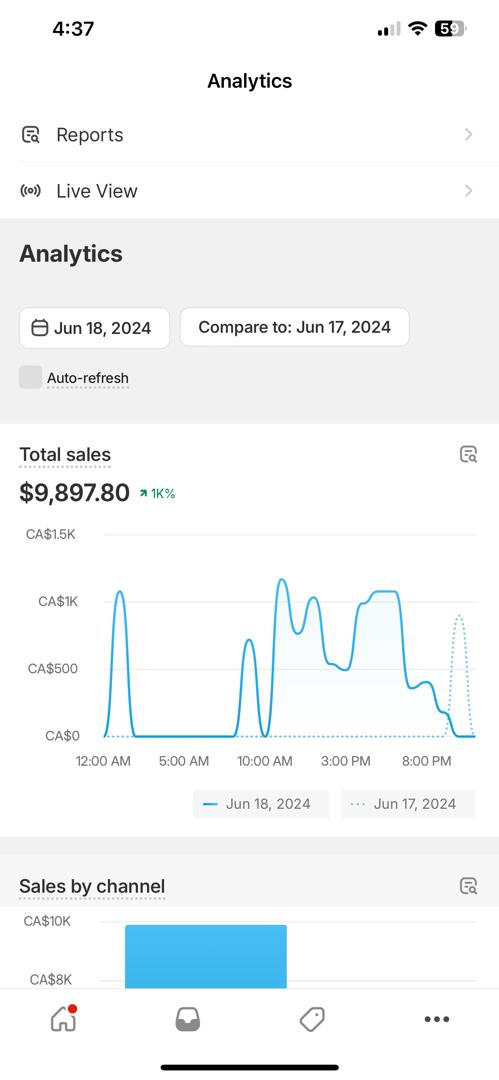 4:37
59
Analytics
Reports
Live View
Analytics
Jun 18, 2024
Compare to: Jun 17, 2024
Auto-refresh
Total sales
$9,897.80 1K%
CA$1.5K
CA$1K
CA$500
CA$0
12:00 AM 5:00 AM 10:00 AM 3:00 PM 8:00 PM
Jun 18, 2024 Jun 17, 2024
Sales by channel
CA$10K
CA$8K